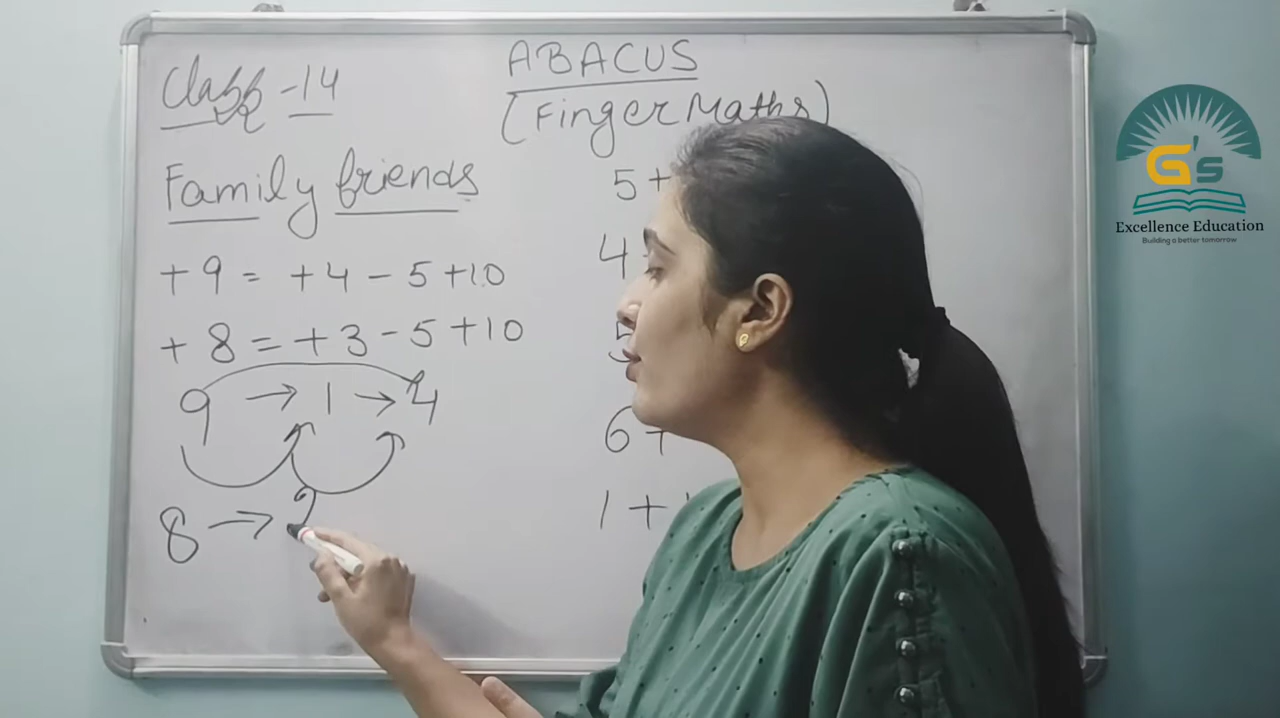 Class -14
ABACUS
(Finger Maths)
Family friends
+ 9 = + 4 - 5 + 10
+ 8 = + 3 - 5 + 10
9 → 1 → 4
8 → 2
5 +
4
5
6 +
1 +
G's
Excellence Education
Building a better tomorrow